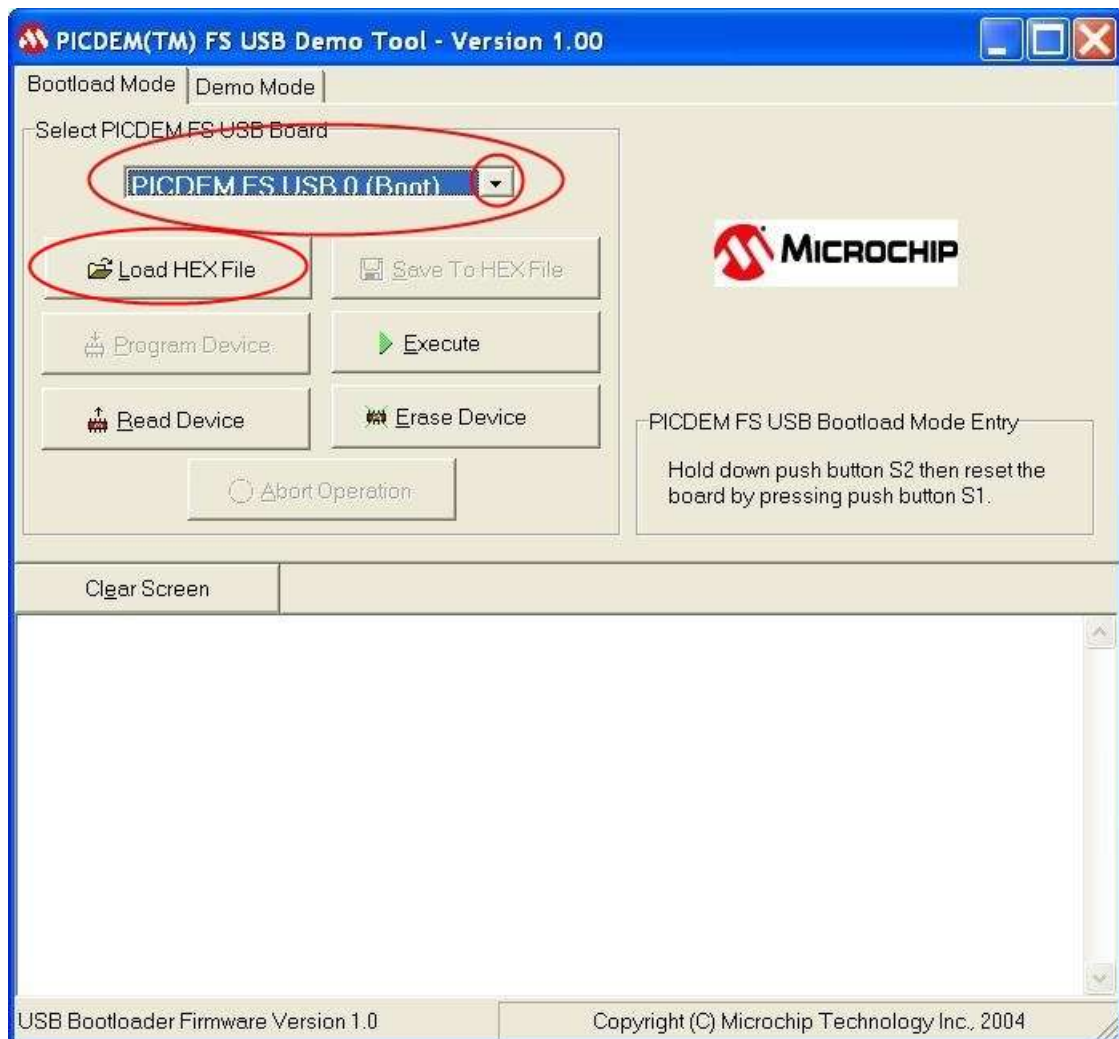 PICDEM(TM) FS USB Demo Tool - Version 1.00
Bootload Mode
Demo Mode
Select PICDEM FS USB Board
PICDEM FS USB 0 (Boot)
Load HEX File
Save To HEX File
Program Device
Execute
Read Device
Erase Device
Abort Operation
MICROCHIP
PICDEM FS USB Bootload Mode Entry
Hold down push button S2 then reset the
board by pressing push button S1.
Clear Screen
USB Bootloader Firmware Version 1.0
Copyright (C) Microchip Technology Inc., 2004